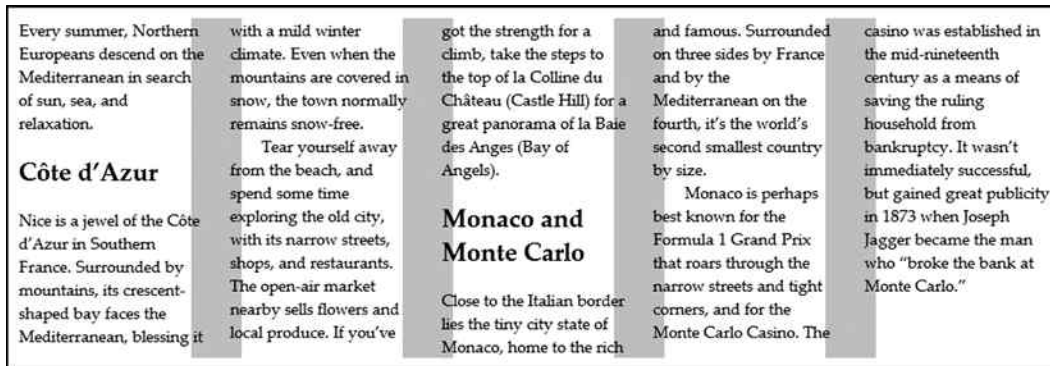 Every summer, Northern
Europeans descend on the
Mediterranean in search
of sun, sea, and
relaxation.
Côte d’Azur
Nice is a jewel of the Côte
d’Azur in Southern
France. Surrounded by
mountains, its crescent-
shaped bay faces the
Mediterranean, blessing it
with a mild winter
climate. Even when the
mountains are covered in
snow, the town normally
remains snow-free.
Tear yourself away
from the beach, and
spend some time
exploring the old city,
with its narrow streets,
shops, and restaurants.
The open-air market
nearby sells flowers and
local produce. If you’ve
got the strength for a
climb, take the steps to
the top of la Colline du
Château (Castle Hill) for a
great panorama of la Baie
des Anges (Bay of
Angels).
Monaco and
Monte Carlo
Close to the Italian border
lies the tiny city state of
Monaco, home to the rich
and famous. Surrounded
on three sides by France
and by the
Mediterranean on the
fourth, it’s the world’s
second smallest country
by size.
Monaco is perhaps
best known for the
Formula 1 Grand Prix
that roars through the
narrow streets and tight
corners, and for the
Monte Carlo Casino. The
casino was established in
the mid-nineteenth
century as a means of
saving the ruling
household from
bankruptcy. It wasn’t
immediately successful,
but gained great publicity
in 1873 when Joseph
Jagger became the man
who “broke the bank at
Monte Carlo.”